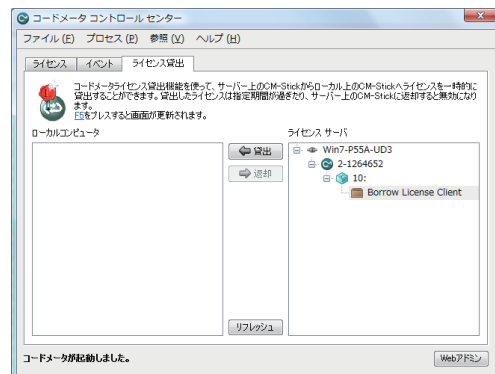 コードメータ コントロール センター
ファイル (F) プロセス (P) 参照 (V) ヘルプ (H)
ライセンス イベント ライセンス貸出
コードメータライセンス貸出機能を使って、サーバー上のCM-Stickからローカル上のCM-Stickへライセンスを一時的に
貸出することができます。貸出したライセンスは指定期間が過ぎたり、サーバー上のCM-Stickに返却すると無効になり
ます。
F5をプレスすると画面が更新されます。
ローカルコンピュータ
ライセンス サーバ
貸出
返却
Win7-P55A-UD3
2-1264652
10:
Borrow License Client
リフレッシュ
コードメータが起動しました。
Webアドミン